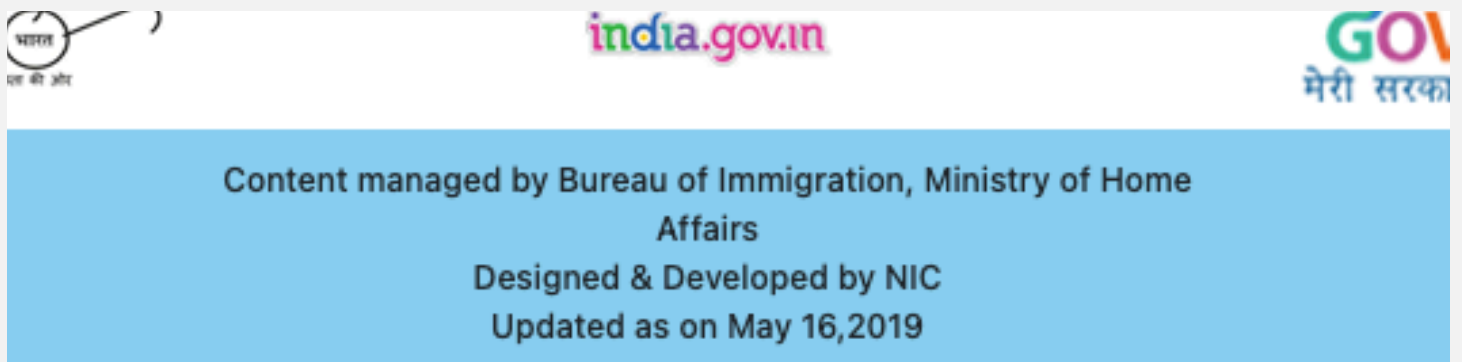 भारत
india.gov.in
GOV
मेरी सरका
की ओर
Content managed by Bureau of Immigration, Ministry of Home
Affairs
Designed & Developed by NIC
Updated as on May 16,2019